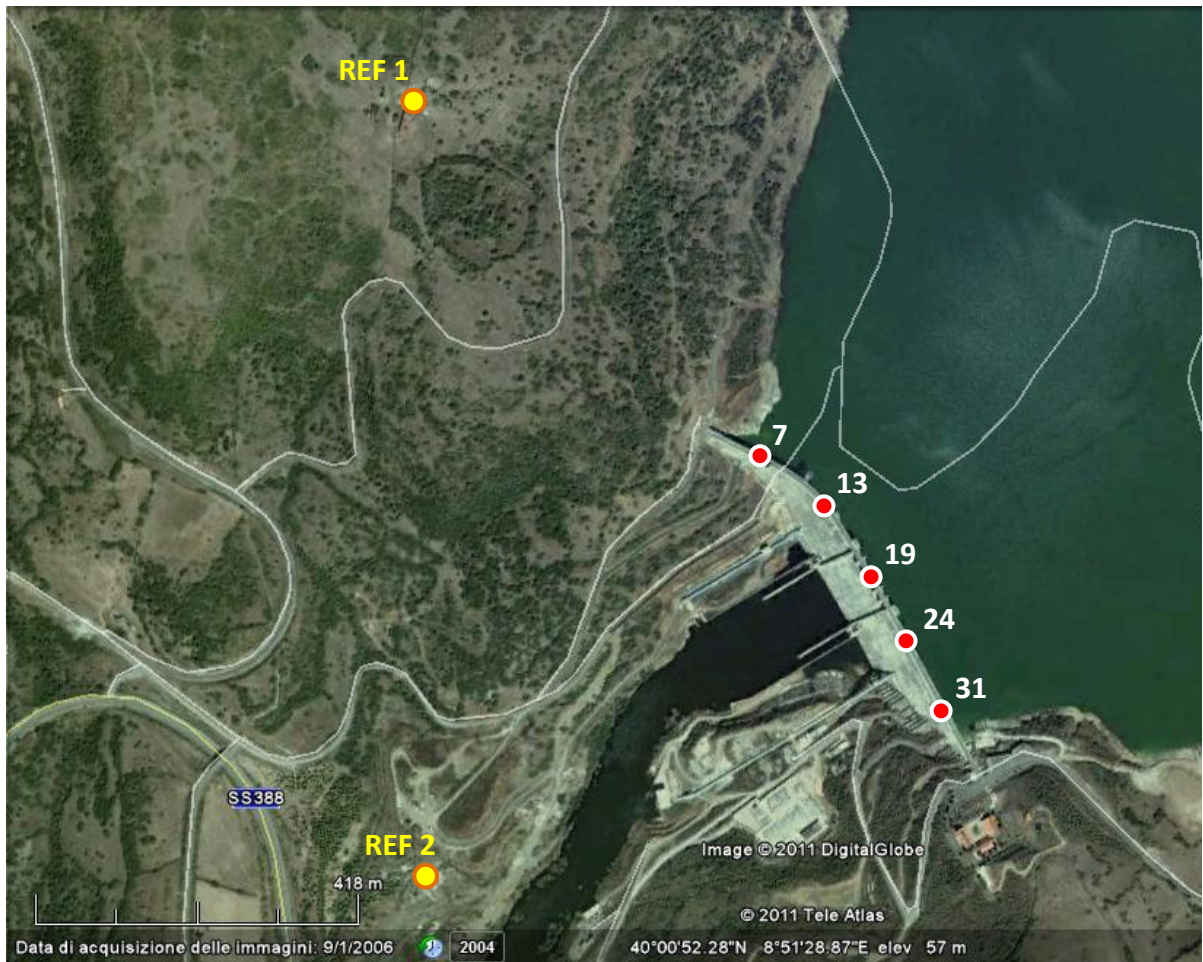 REF 1
7
13
19
24
31
SS388
REF 2
Image © 2011 DigitalGlobe
418 m
© 2011 Tele Atlas
Data di acquisizione delle immagini: 9/1/2006 2004 40°00'52.28"N 8°51'28.87"E elev 57 m